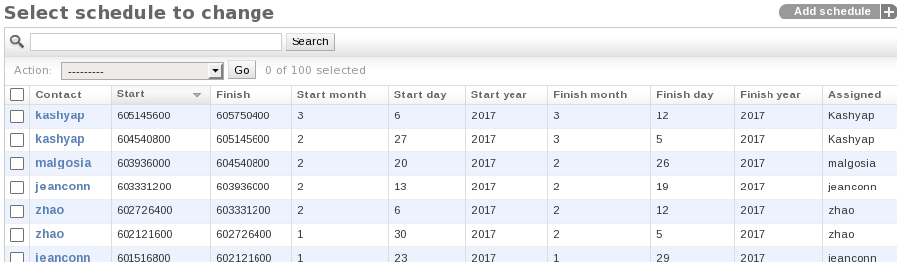 Select schedule to change
Add schedule +
Search
Action: --------- Go 0 of 100 selected
Contact Start Finish Start month Start day Start year Finish month Finish day Finish year Assigned
kashyap 605145600 605750400 3 6 2017 3 12 2017 Kashyap
kashyap 604540800 605145600 2 27 2017 3 5 2017 Kashyap
malgosia 603936000 604540800 2 20 2017 2 26 2017 malgosia
jeanconn 603331200 603936000 2 13 2017 2 19 2017 jeanconn
zhao 602726400 603331200 2 6 2017 2 12 2017 zhao
zhao 602121600 602726400 1 30 2017 2 5 2017 zhao
jeanconn 601516800 602121600 1 23 2017 1 29 2017 jeanconn